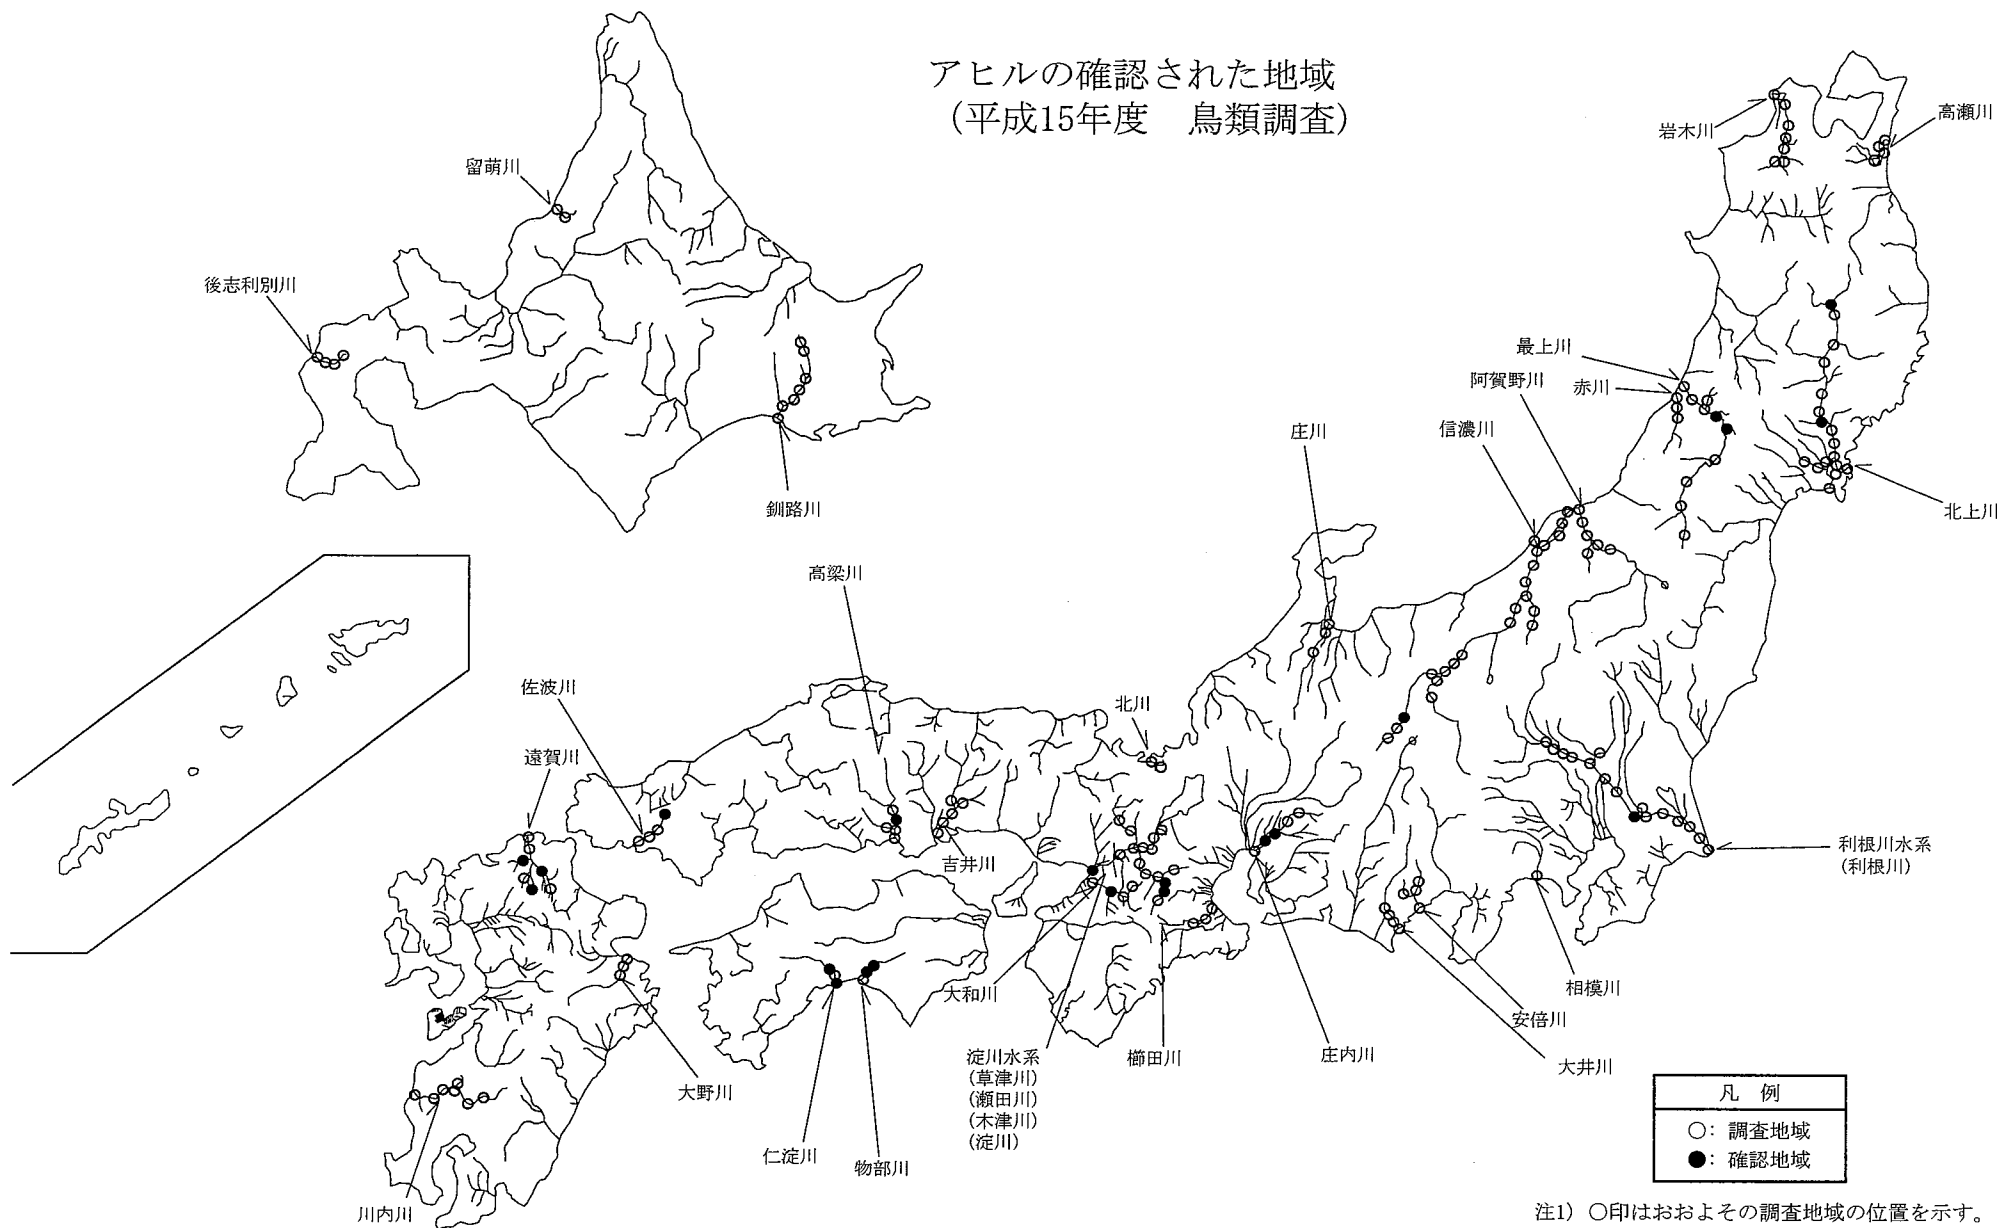 アヒルの確認された地域
(平成15年度　鳥類調査)
留萌川
後志利別川
釧路川
岩木川
高瀬川
最上川
阿賀野川
赤川
信濃川
庄川
北上川
高梁川
佐波川
遠賀川
北川
吉井川
利根川水系
(利根川)
大和川
相模川
安倍川
大井川
庄内川
櫛田川
淀川水系
(草津川)
(瀬田川)
(木津川)
(淀川)
大野川
仁淀川
物部川
川内川
凡　例
○：調査地域
●：確認地域
注1）○印はおおよその調査地域の位置を示す。